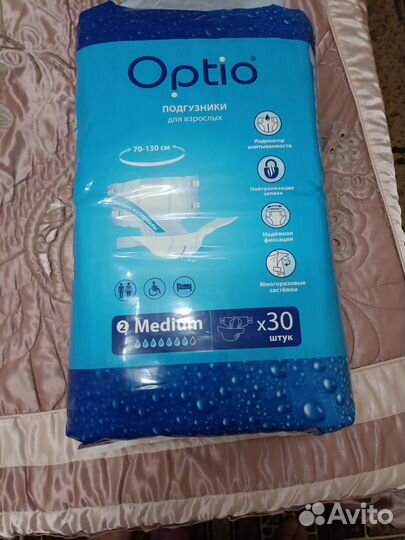 Optio®
ПОДГУЗНИКИ
для взрослых
70-130 см
Индикатор
впитываемости
Нейтрализация
запаха
Надёжная
фиксация
Многоразовые
застёжки
2 Medium
x30
штук
Avito